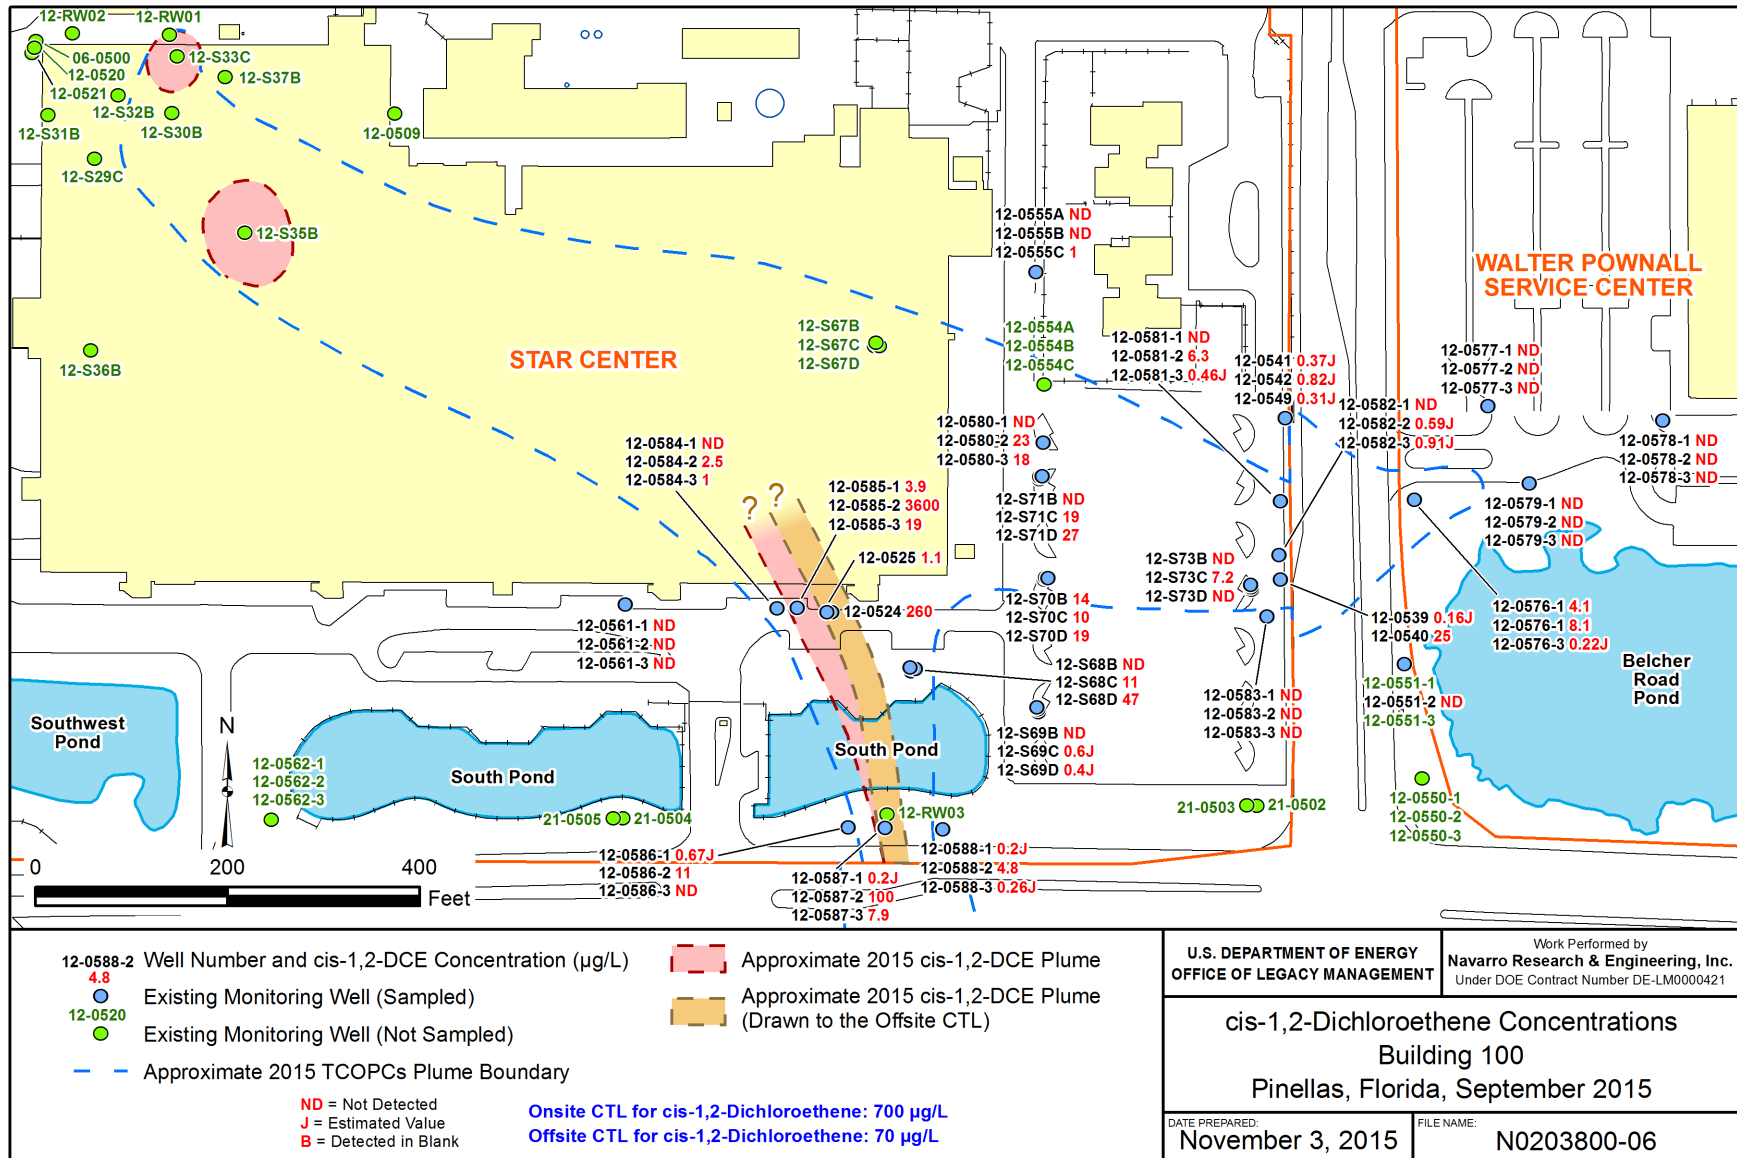 12-RW02
12-RW01
06-0500
12-0520
12-0521
12-S33C
12-S37B
12-S32B
12-S31B
12-S30B
12-0509
12-S29C
12-S35B
12-S36B
STAR CENTER
12-S67B
12-S67C
12-S67D
12-0555A ND
12-0555B ND
12-0555C 1
12-0554A
12-0554B
12-0554C
12-0581-1 ND
12-0581-2 6.3
12-0581-3 0.46J
12-0541 0.37J
12-0542 0.82J
12-0549 0.31J
12-0582-1 ND
12-0582-2 0.59J
12-0582-3 0.91J
WALTER POWNALL
SERVICE CENTER
12-0577-1 ND
12-0577-2 ND
12-0577-3 ND
12-0578-1 ND
12-0578-2 ND
12-0578-3 ND
12-0579-1 ND
12-0579-2 ND
12-0579-3 ND
12-0580-1 ND
12-0580-2 23
12-0580-3 18
12-0584-1 ND
12-0584-2 2.5
12-0584-3 1
? ?
12-0585-1 3.9
12-0585-2 3600
12-0585-3 19
12-0525 1.1
12-0524 260
12-S71B ND
12-S71C 19
12-S71D 27
12-S73B ND
12-S73C 7.2
12-S73D ND
12-S70B 14
12-S70C 10
12-S70D 19
12-0539 0.16J
12-0540 25
12-0576-1 4.1
12-0576-1 8.1
12-0576-3 0.22J
12-0561-1 ND
12-0561-2 ND
12-0561-3 ND
12-S68B ND
12-S68C 11
12-S68D 47
12-0583-1 ND
12-0583-2 ND
12-0583-3 ND
12-0551-1
12-0551-2 ND
12-0551-3
Belcher
Road
Pond
Southwest
Pond
N
12-0562-1
12-0562-2
12-0562-3
South Pond
South Pond
12-S69B ND
12-S69C 0.6J
12-S69D 0.4J
21-0505
21-0504
12-RW03
21-0503
21-0502
12-0550-1
12-0550-2
12-0550-3
12-0586-1 0.67J
12-0586-2 11
12-0586-3 ND
12-0587-1 0.2J
12-0587-2 100
12-0587-3 7.9
12-0588-1 0.2J
12-0588-2 4.8
12-0588-3 0.26J
0 200 400
Feet
12-0588-2
4.8
Well Number and cis-1,2-DCE Concentration (µg/L)
Existing Monitoring Well (Sampled)
12-0520
Existing Monitoring Well (Not Sampled)
Approximate 2015 TCOPCs Plume Boundary
Approximate 2015 cis-1,2-DCE Plume
Approximate 2015 cis-1,2-DCE Plume
(Drawn to the Offsite CTL)
ND = Not Detected
J = Estimated Value
B = Detected in Blank
Onsite CTL for cis-1,2-Dichloroethene: 700 µg/L
Offsite CTL for cis-1,2-Dichloroethene: 70 µg/L
U.S. DEPARTMENT OF ENERGY
OFFICE OF LEGACY MANAGEMENT
Work Performed by
Navarro Research & Engineering, Inc.
Under DOE Contract Number DE-LM0000421
cis-1,2-Dichloroethene Concentrations
Building 100
Pinellas, Florida, September 2015
DATE PREPARED:
November 3, 2015
FILE NAME:
N0203800-06